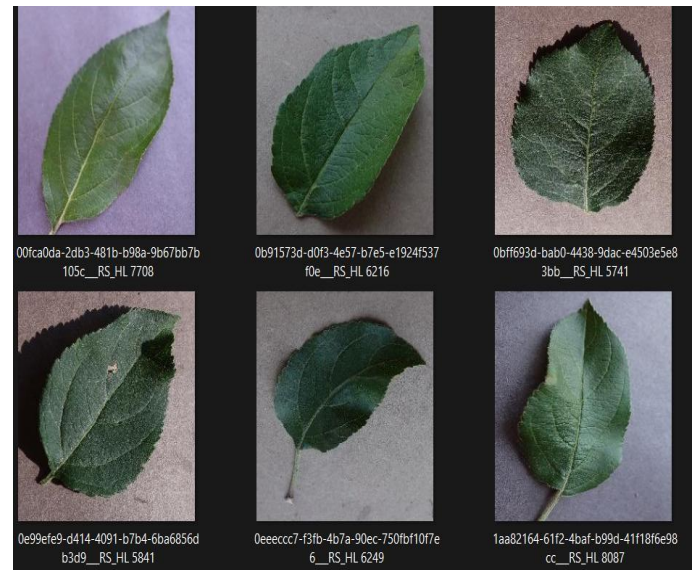 00fca0da-2db3-481b-b98a-9b67bb7b
105c__RS_HL 7708
0b91573d-d0f3-4e57-b7e5-e1924f537
f0e__RS_HL 6216
0bff693d-bab0-4438-9dac-e4503e5e8
3bb__RS_HL 5741
0e99efe9-d414-4091-b7b4-6ba6856d
b3d9__RS_HL 5841
0eeeccc7-f3fb-4b7a-90ec-750fbf10f7e
6__RS_HL 6249
1aa82164-61f2-4baf-b99d-41f18f6e98
cc__RS_HL 8087